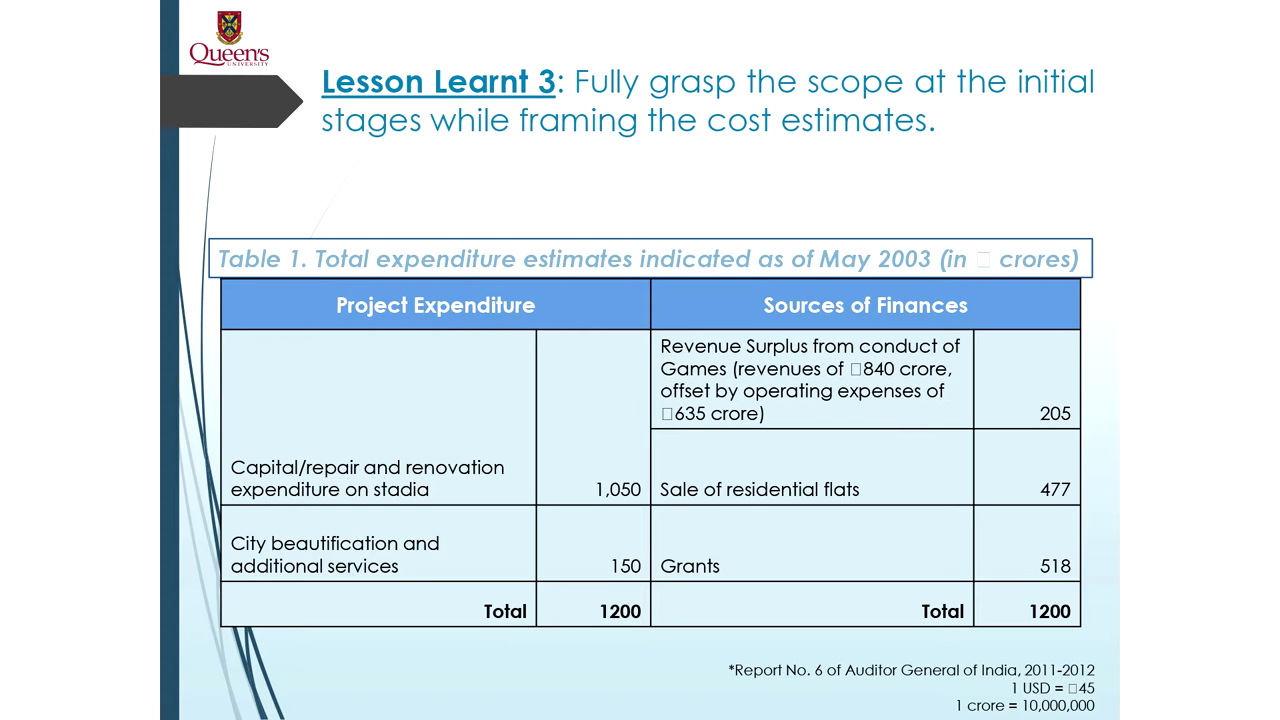 Queen's
UNIVERSITY
Lesson Learnt 3: Fully grasp the scope at the initial
stages while framing the cost estimates.
Table 1. Total expenditure estimates indicated as of May 2003 (in □ crores)
Project Expenditure
Sources of Finances
Revenue Surplus from conduct of
Games (revenues of □840 crore,
offset by operating expenses of
□635 crore)
205
Capital/repair and renovation
expenditure on stadia
1,050
Sale of residential flats
477
City beautification and
additional services
150
Grants
518
Total
1200
Total
1200
*Report No. 6 of Auditor General of India, 2011-2012
1 USD = □45
1 crore = 10,000,000